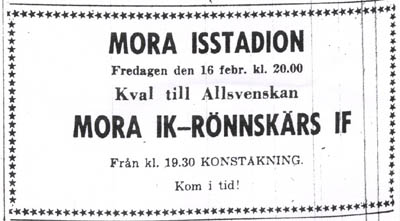 MORA ISSTADION
Fredagen den 16 febr. kl. 20.00
Kval till Allsvenskan
MORA IK–RÖNNSKÄRS IF
Från kl. 19.30 KONSTAKNING.
Kom i tid!